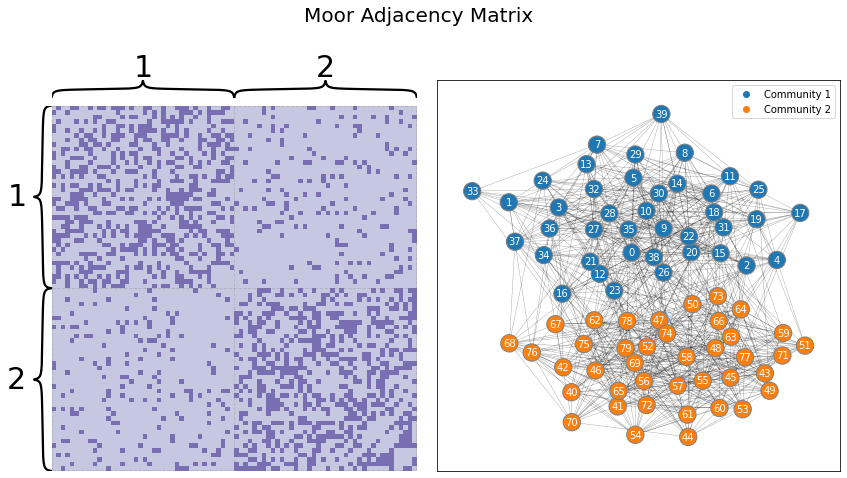 Moor Adjacency Matrix
1 2
1
2
Community 1
Community 2
39
7
29 8
13
5 14 11
24 32 30 6 25
33
1 3 28 10 18 17
19
36 27 35 9 31
37 22
34 0 38 20 15
21 26 2 4
12
16 23
73
50 64
67 62 78 47 66
74 63 59
68 75 79 52 48 51
76 58 77 71
42 46 69
56 55 45 43
40 65 57 49
41 72 61 60 53
70
54 44